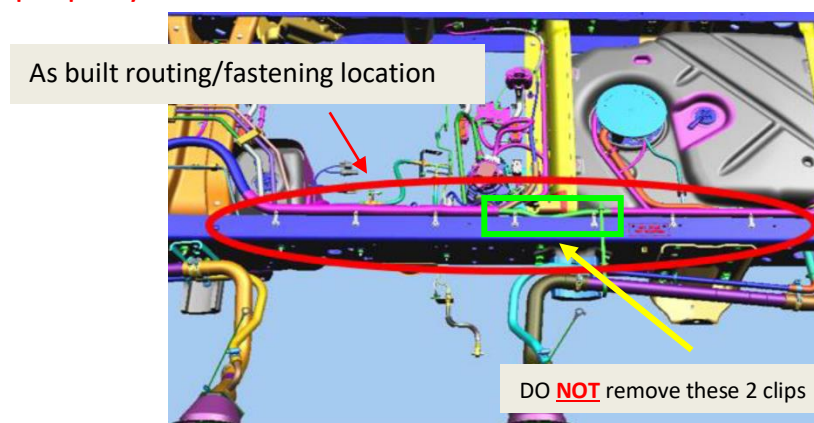 As built routing/fastening location
DO NOT remove these 2 clips